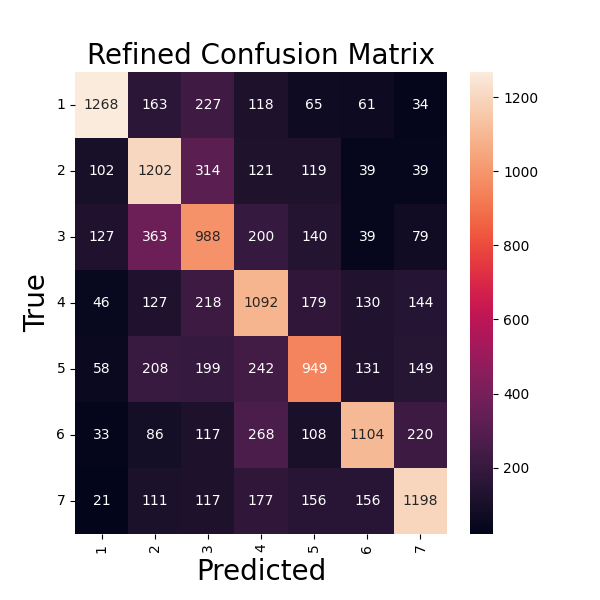 Refined Confusion Matrix
1 1268 163 227 118 65 61 34
2 102 1202 314 121 119 39 39
3 127 363 988 200 140 39 79
4 46 127 218 1092 179 130 144
5 58 208 199 242 949 131 149
6 33 86 117 268 108 1104 220
7 21 111 117 177 156 156 1198
1 2 3 4 5 6 7
Predicted
True
1200
1000
800
600
400
200